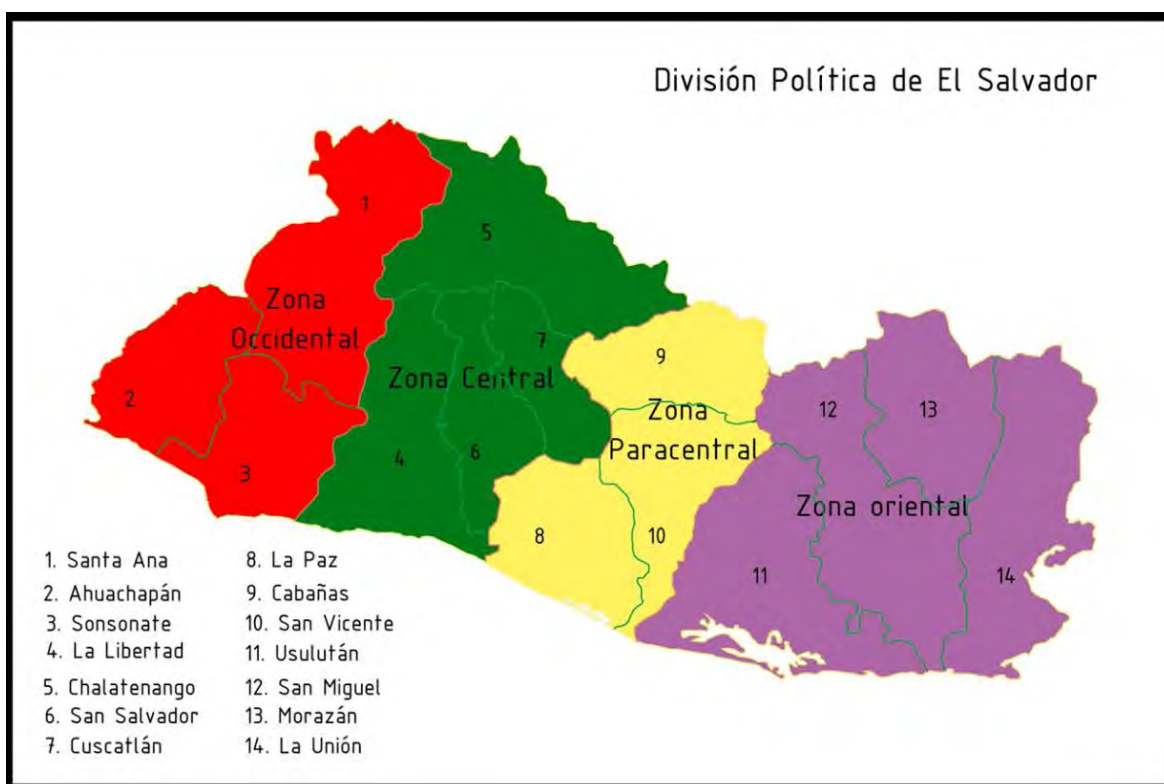 División Política de El Salvador
1
5
Zona
Occidental
7
9
Zona Central
2
12
13
Zona
Paracentral
4
6
3
Zona oriental
8
10
11
14
1. Santa Ana
2. Ahuachapán
3. Sonsonate
4. La Libertad
5. Chalatenango
6. San Salvador
7. Cuscatlán
8. La Paz
9. Cabañas
10. San Vicente
11. Usulután
12. San Miguel
13. Morazán
14. La Unión